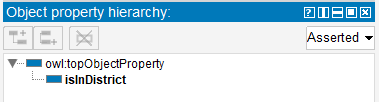 Object property hierarchy:
Asserted
owl:topObjectProperty
isInDistrict